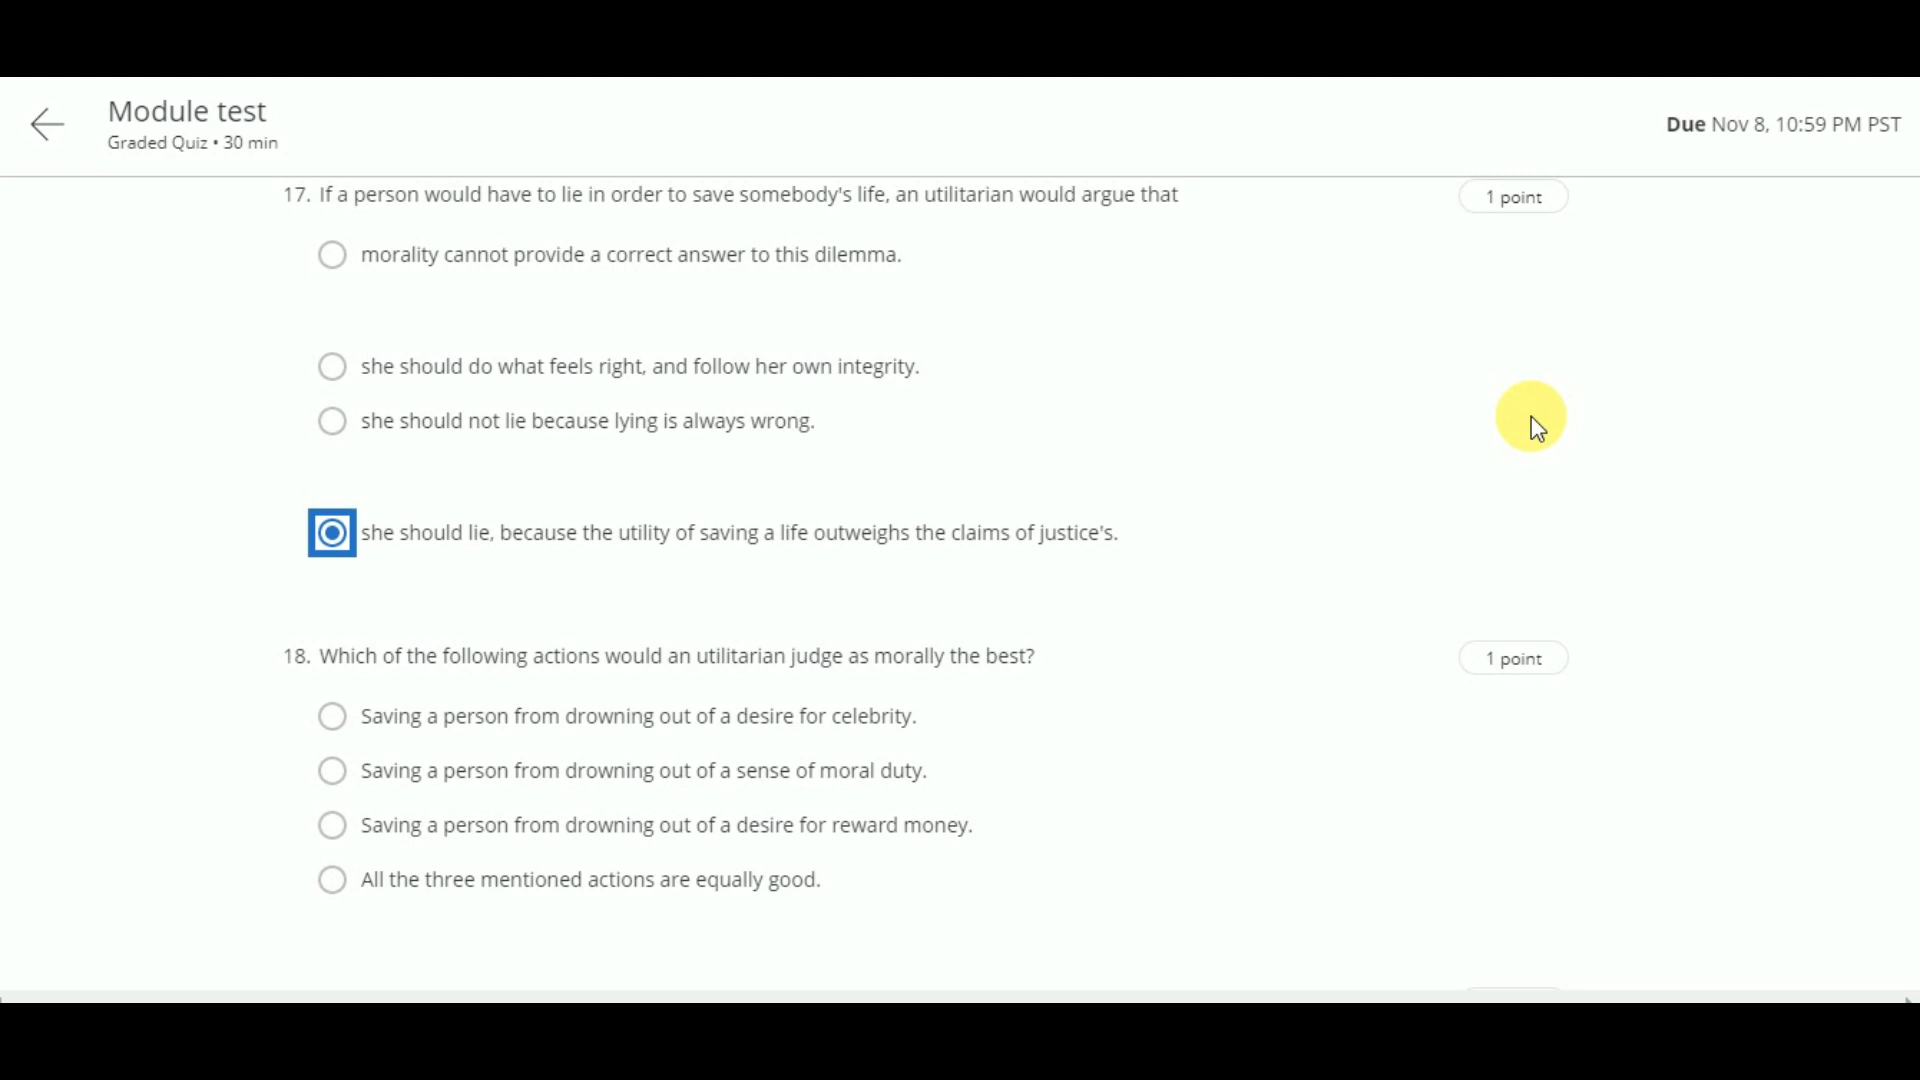 Module test
Graded Quiz • 30 min
Due Nov 8, 10:59 PM PST
17. If a person would have to lie in order to save somebody's life, an utilitarian would argue that
1 point
morality cannot provide a correct answer to this dilemma.
she should do what feels right, and follow her own integrity.
she should not lie because lying is always wrong.
she should lie, because the utility of saving a life outweighs the claims of justice's.
18. Which of the following actions would an utilitarian judge as morally the best?
1 point
Saving a person from drowning out of a desire for celebrity.
Saving a person from drowning out of a sense of moral duty.
Saving a person from drowning out of a desire for reward money.
All the three mentioned actions are equally good.